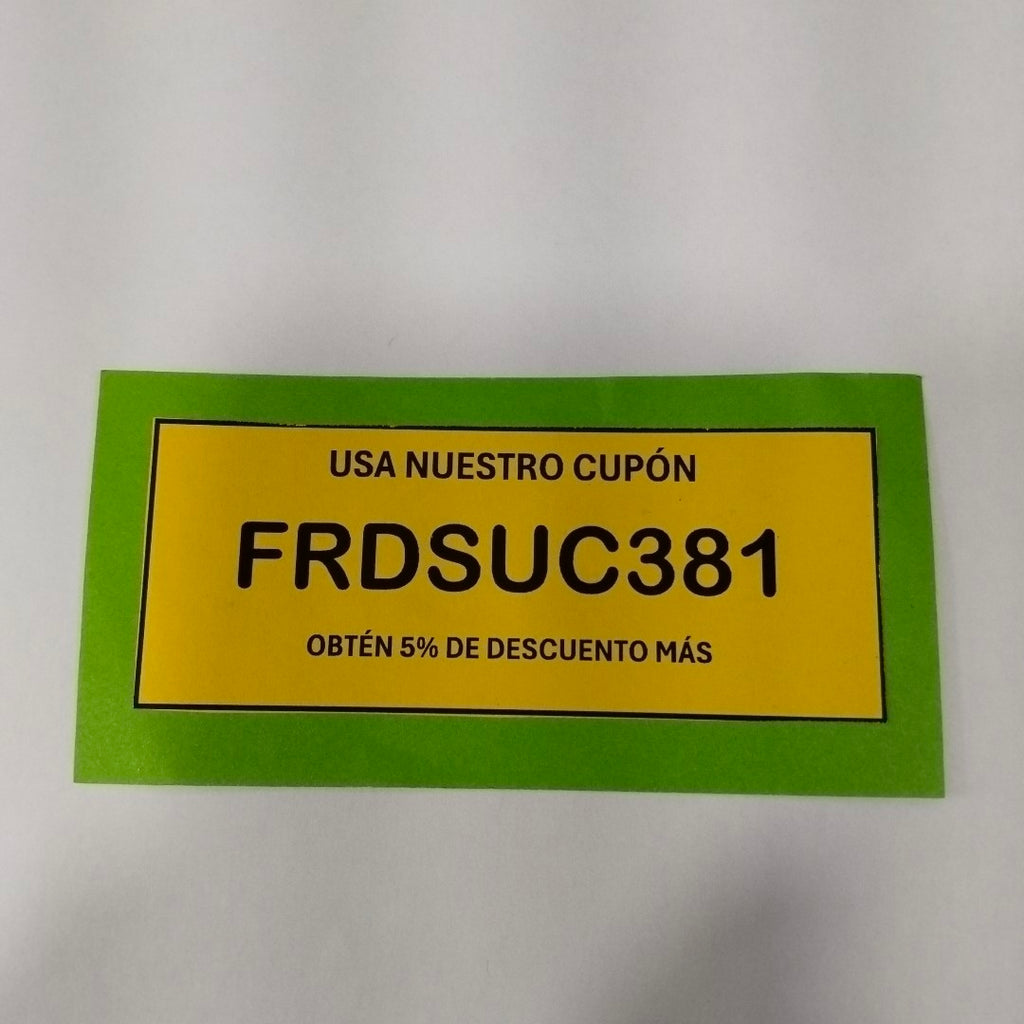 USA NUESTRO CUPÓN
FRDSUC381
OBTÉN 5% DE DESCUENTO MÁS